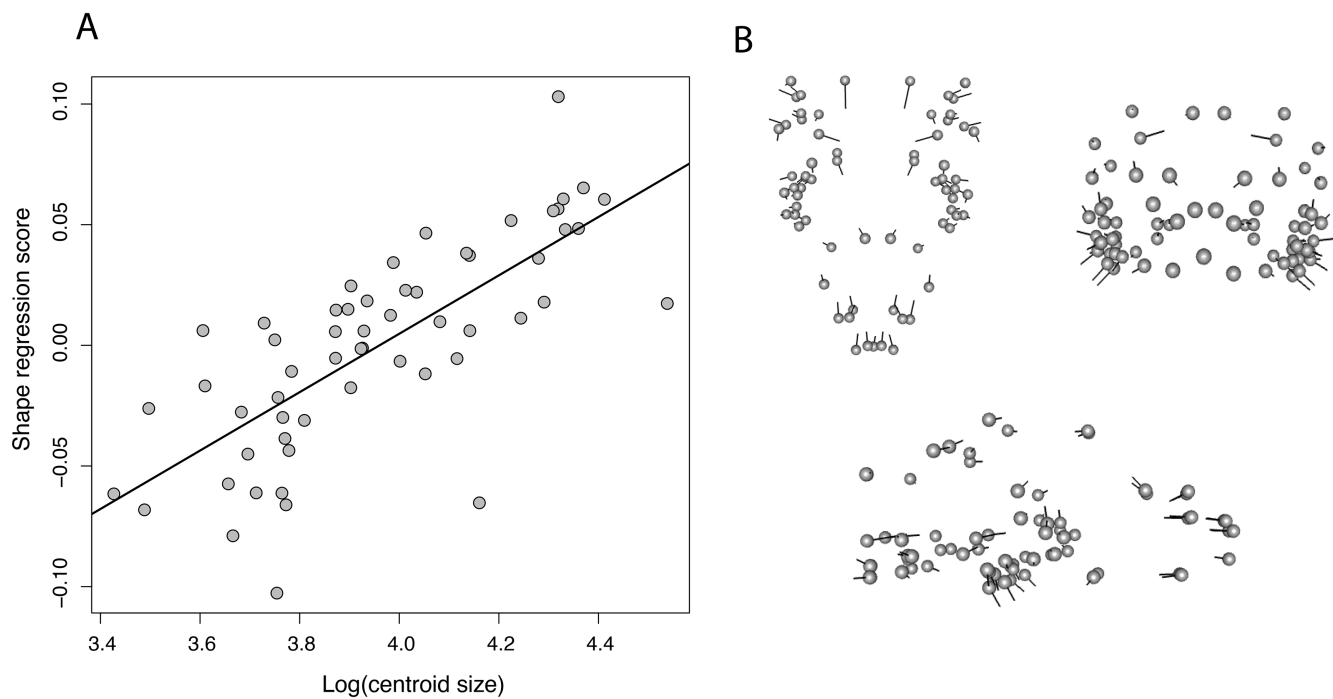 A
B
0.10
0.05
0.00
−0.05
−0.10
Shape regression score
3.4 3.6 3.8 4.0 4.2 4.4
Log(centroid size)